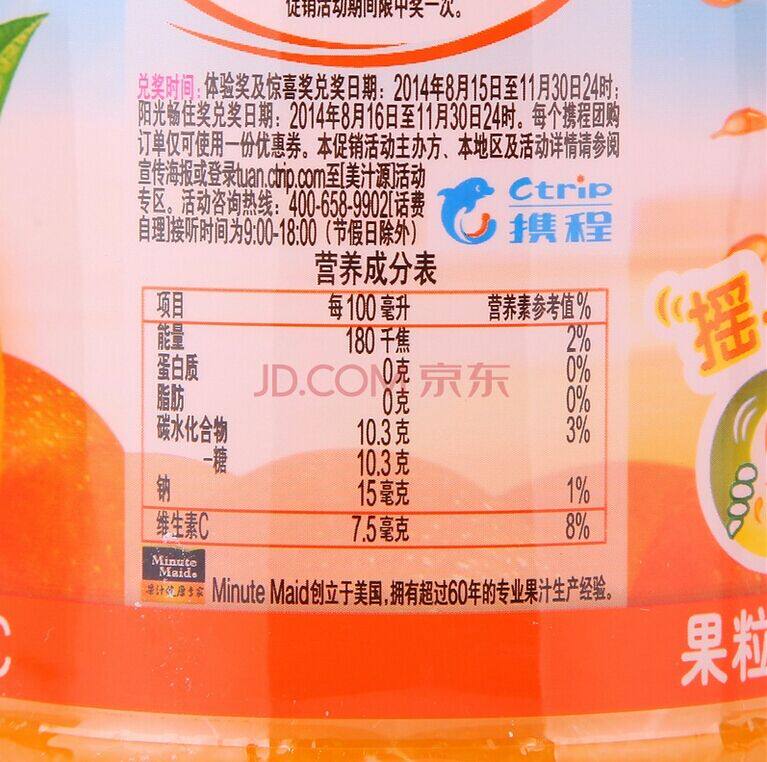 促销活动期间限中奖一次。
兑奖时间：体验奖及惊喜奖兑奖日期：2014年8月15日至11月30日24时；
阳光畅住奖兑奖日期：2014年8月16日至11月30日24时。每个携程团购
订单仅可使用一份优惠券。本促销活动主办方、本地区及活动详情请参阅
宣传海报或登录tuan.ctrip.com至[美汁源]活动
专区。活动咨询热线：400-658-9902[话费
自理]接听时间为9:00-18:00（节假日除外）
Ctrip
携程
营养成分表
项目 每100毫升 营养素参考值%
能量 180千焦 2%
蛋白质 0克 0%
脂肪 0克 0%
碳水化合物 10.3克 3%
-糖 10.3克
钠 15毫克 1%
维生素C 7.5毫克 8%
JD.COM 京东
摇
Minute
Maid
果汁健康专家
Minute Maid创立于美国,拥有超过60年的专业果汁生产经验。
C
果粒